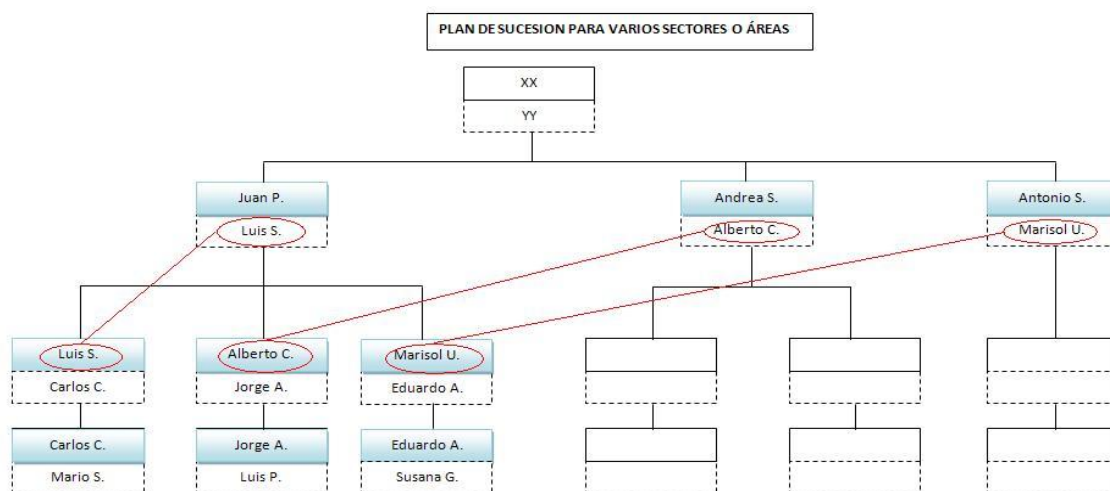 PLAN DE SUCESION PARA VARIOS SECTORES O ÁREAS
XX
YY
Juan P.
Luis S.
Andrea S.
Alberto C.
Antonio S.
Marisol U.
Luis S.
Carlos C.
Alberto C.
Jorge A.
Marisol U.
Eduardo A.
Carlos C.
Mario S.
Jorge A.
Luis P.
Eduardo A.
Susana G.